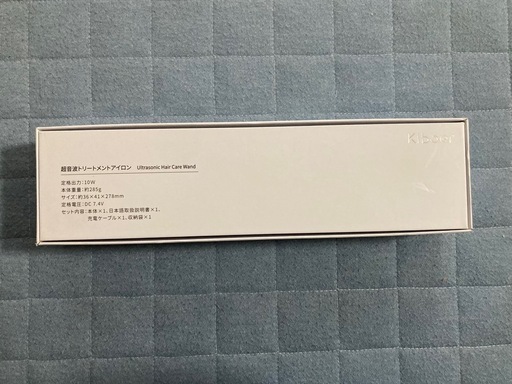 超音波トリートメントアイロン Ultrasonic Hair Care Wand
定格出力：10W
本体重量：約285g
サイズ：約36×41×278mm
定格電圧：DC 7.4V
セット内容：本体×1、日本語取扱説明書×1、
充電ケーブル×1、収納袋×1